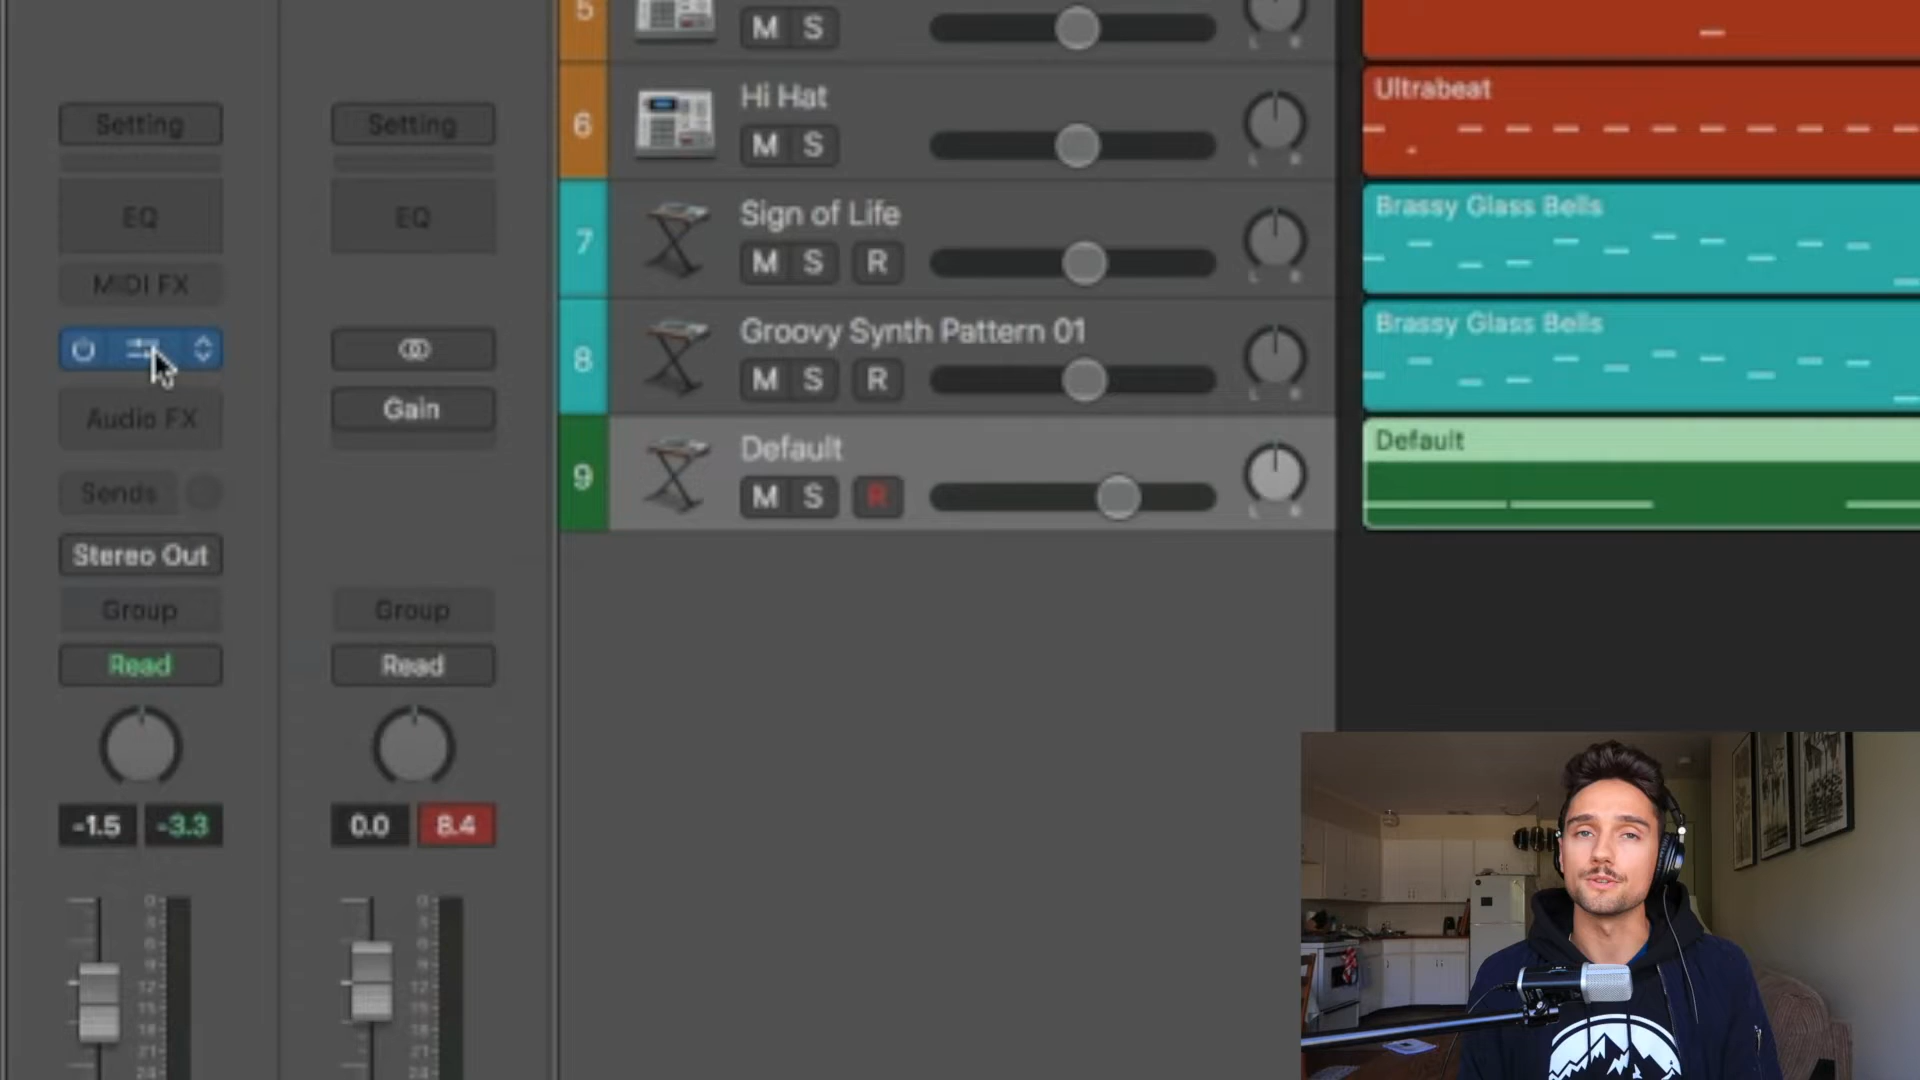 Setting
EQ
MIDI FX
Audio FX
Sends
Stereo Out
Group
Read
-1.5 -3.3
Setting
EQ
Gain
Group
Read
0.0 8.4
5
M S
6 Hi Hat
M S
L R
7 Sign of Life
M S R
L R
8 Groovy Synth Pattern 01
M S R
L R
9 Default
M S R
L R
Ultrabeat
Brassy Glass Bells
Brassy Glass Bells
Default